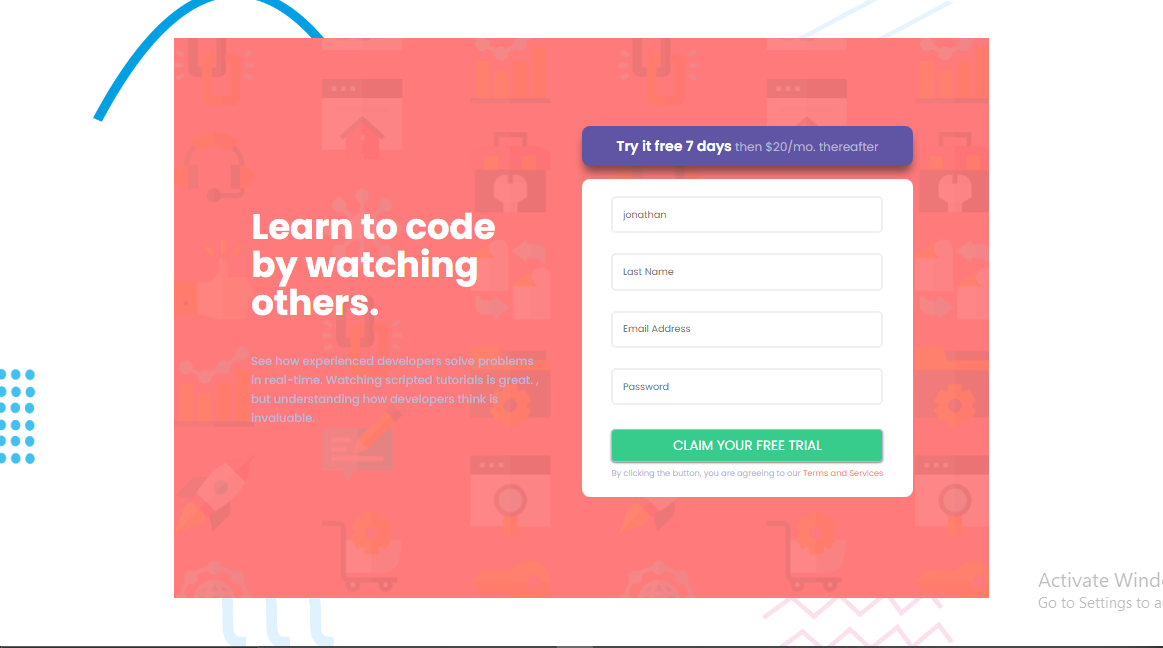 Try it free 7 days then $20/mo. thereafter
Learn to code
by watching
others.
See how experienced developers solve problems
in real-time. Watching scripted tutorials is great. ,
but understanding how developers think is
invaluable.
jonathan
Last Name
Email Address
Password
CLAIM YOUR FREE TRIAL
By clicking the button, you are agreeing to our Terms and Services
Activate Wind
Go to Settings to a